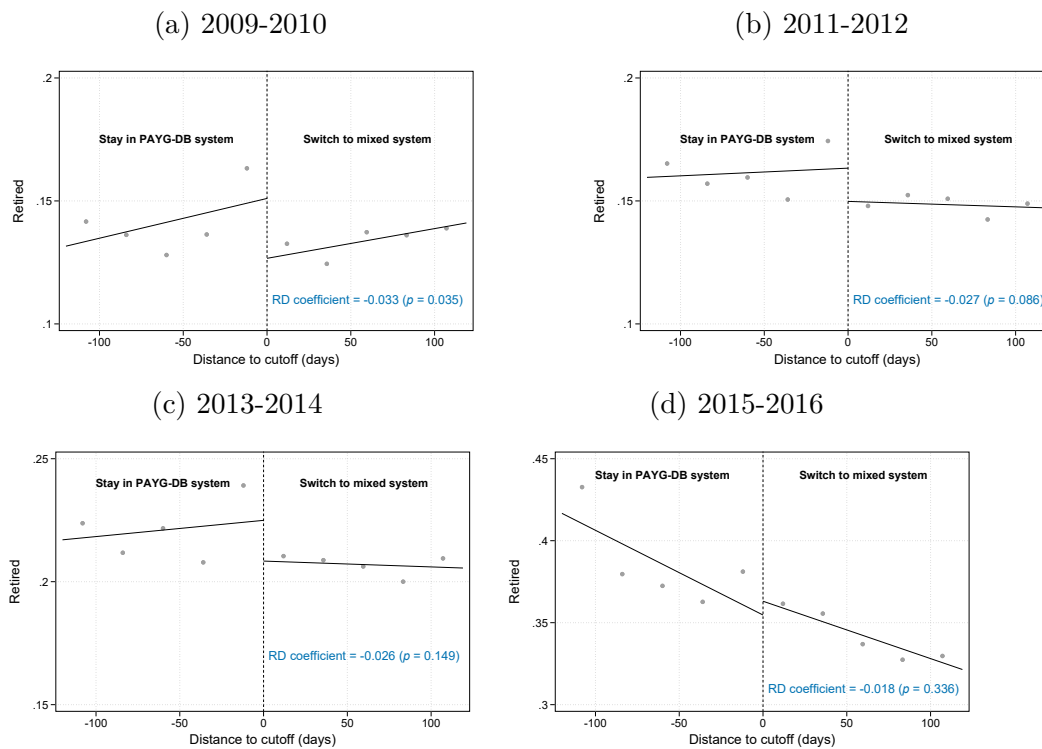 (a) 2009-2010
.2
.15
.1
Retired
Stay in PAYG-DB system
Switch to mixed system
RD coefficient = -0.033 (p = 0.035)
-100 -50 0 50 100
Distance to cutoff (days)
(b) 2011-2012
.2
.15
.1
Retired
Stay in PAYG-DB system
Switch to mixed system
RD coefficient = -0.027 (p = 0.086)
-100 -50 0 50 100
Distance to cutoff (days)
(c) 2013-2014
.25
.2
.15
Retired
Stay in PAYG-DB system
Switch to mixed system
RD coefficient = -0.026 (p = 0.149)
-100 -50 0 50 100
Distance to cutoff (days)
(d) 2015-2016
.45
.4
.35
.3
Retired
Stay in PAYG-DB system
Switch to mixed system
RD coefficient = -0.018 (p = 0.336)
-100 -50 0 50 100
Distance to cutoff (days)